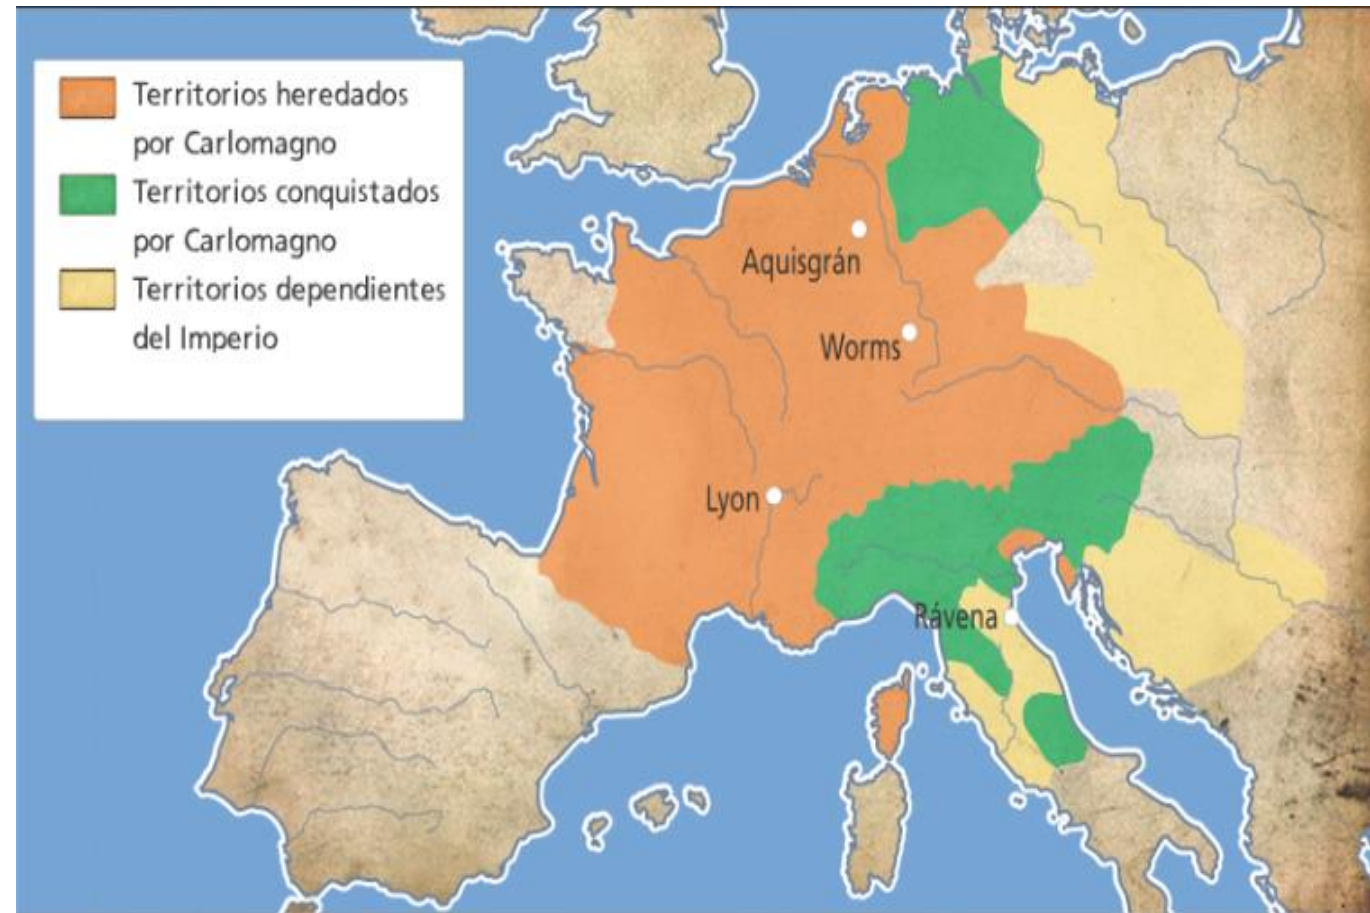 Territorios heredados
por Carlomagno
Territorios conquistados
por Carlomagno
Territorios dependientes
del Imperio
Aquisgrán
Worms
Lyon
Rávena